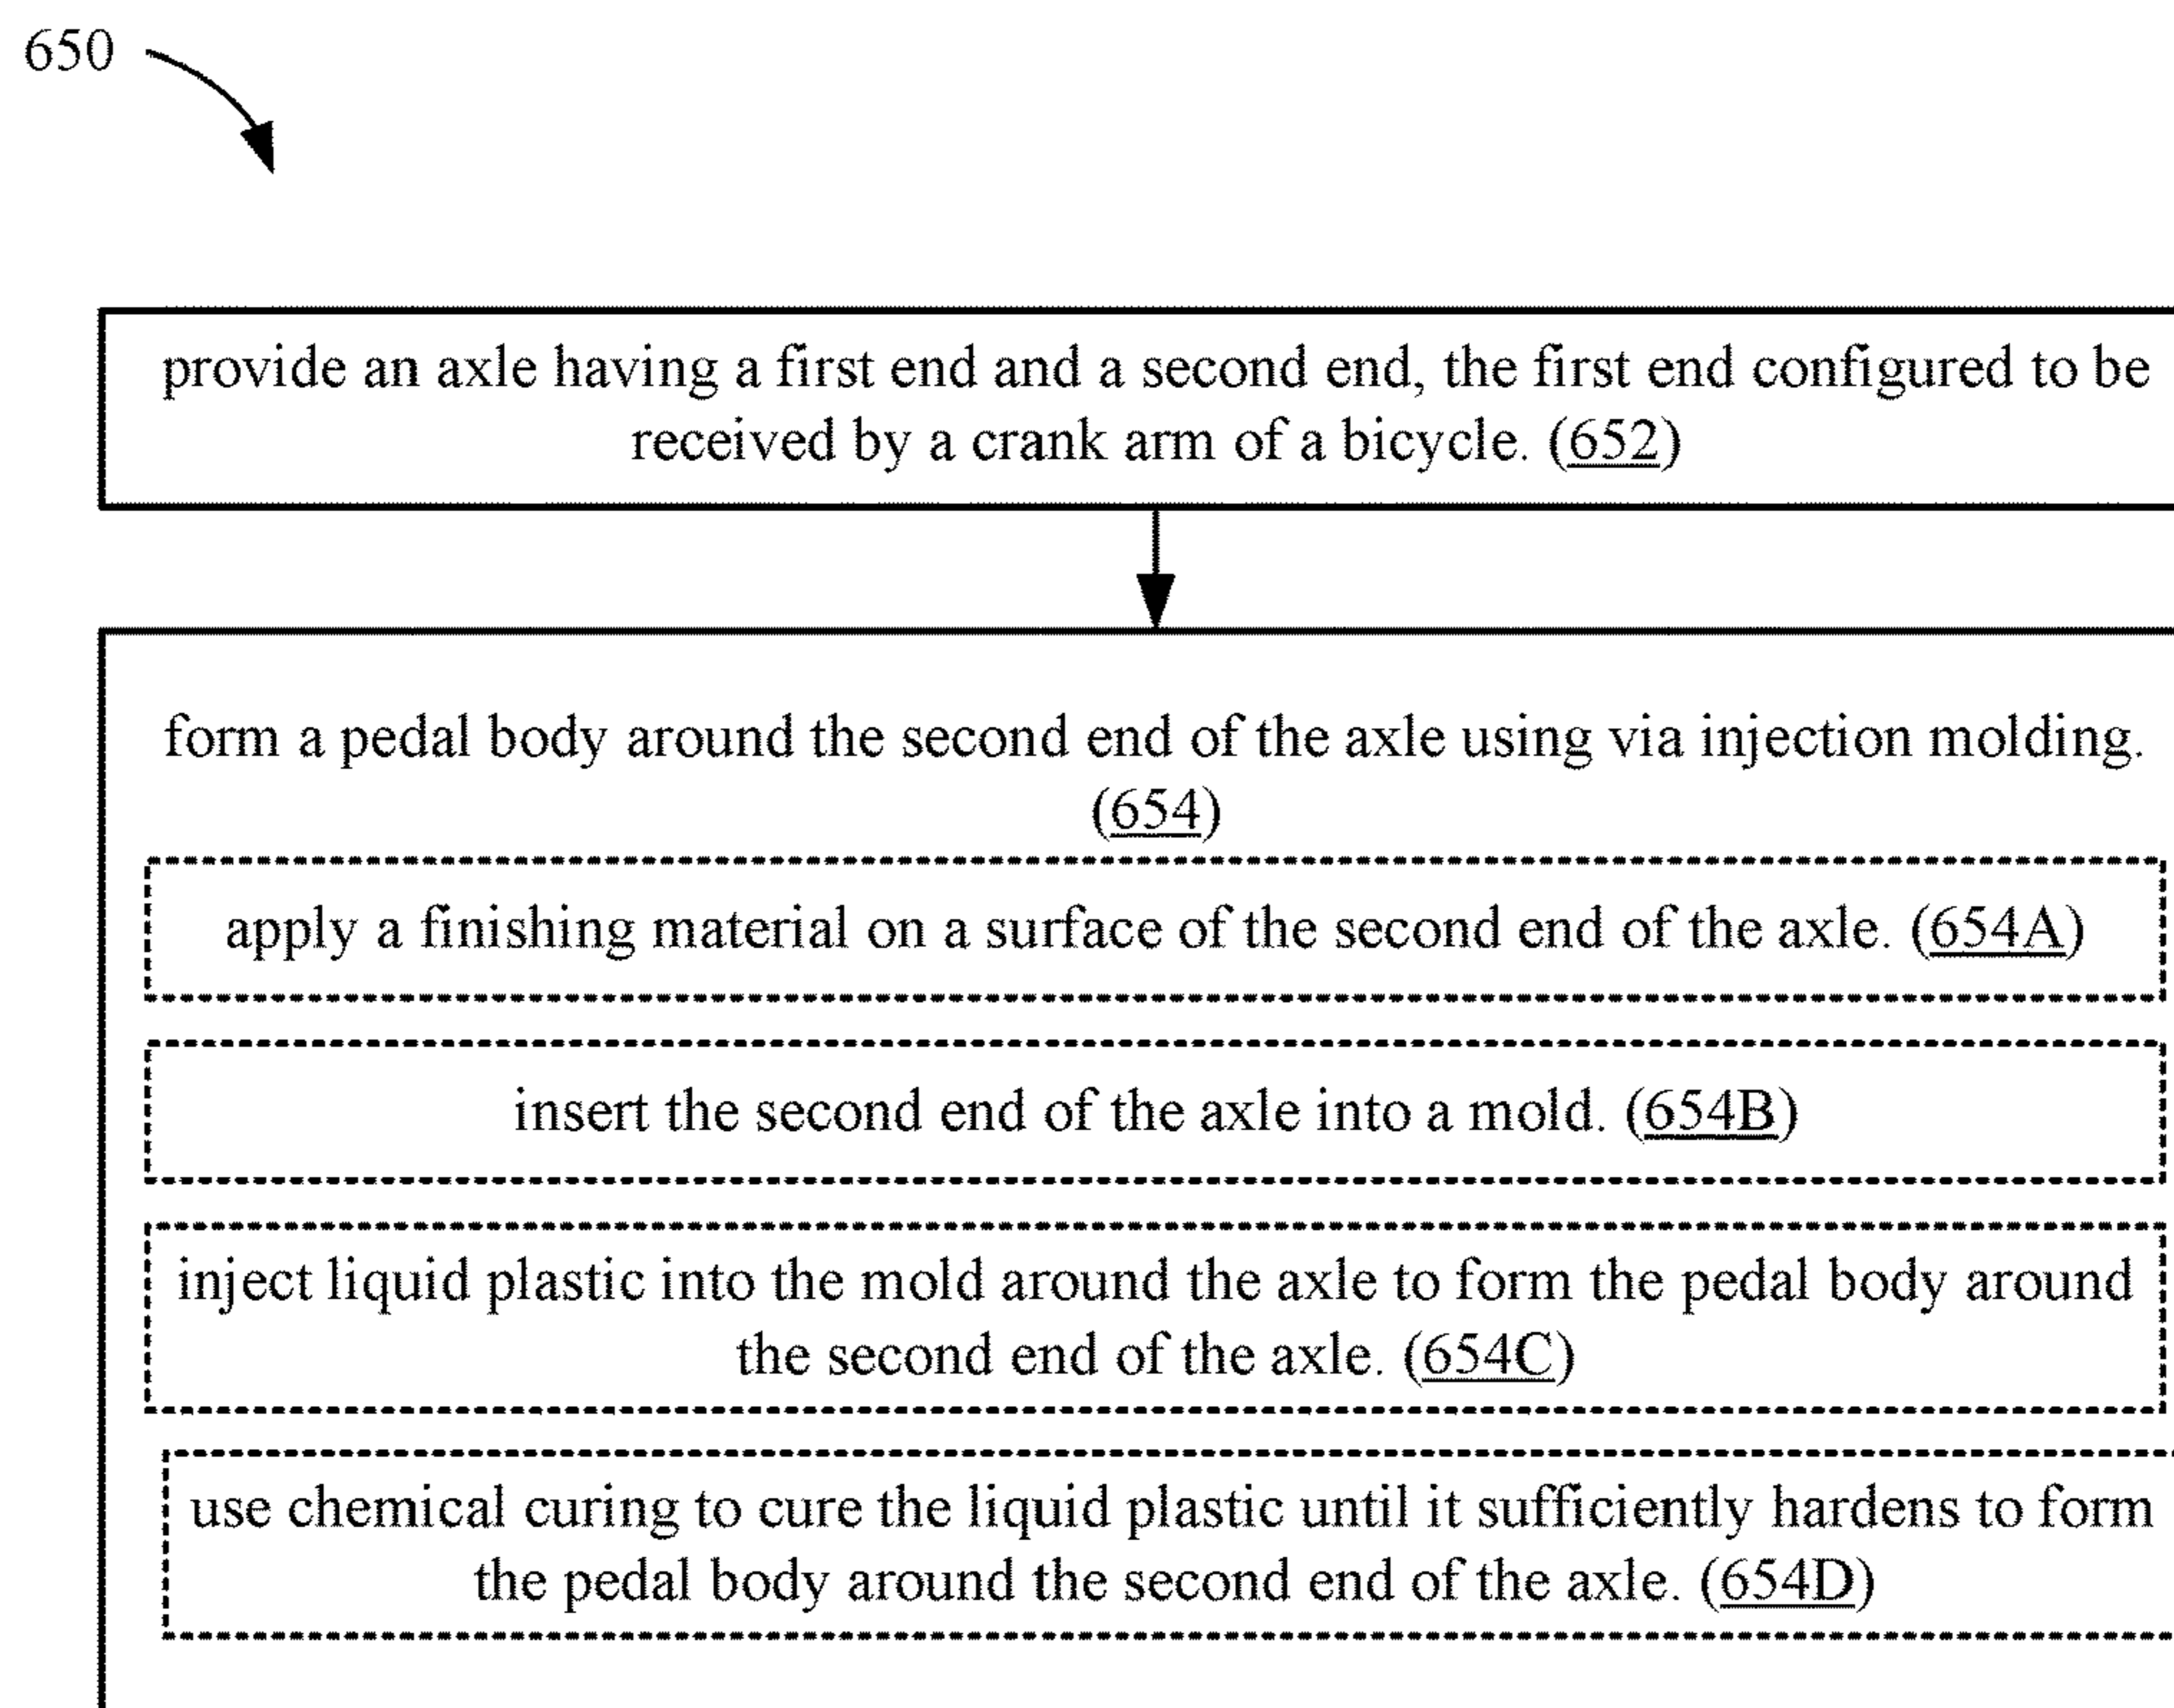 650
provide an axle having a first end and a second end, the first end configured to be
received by a crank arm of a bicycle. (652)
form a pedal body around the second end of the axle using via injection molding.
(654)
apply a finishing material on a surface of the second end of the axle. (654A)
insert the second end of the axle into a mold. (654B)
inject liquid plastic into the mold around the axle to form the pedal body around
the second end of the axle. (654C)
use chemical curing to cure the liquid plastic until it sufficiently hardens to form
the pedal body around the second end of the axle. (654D)